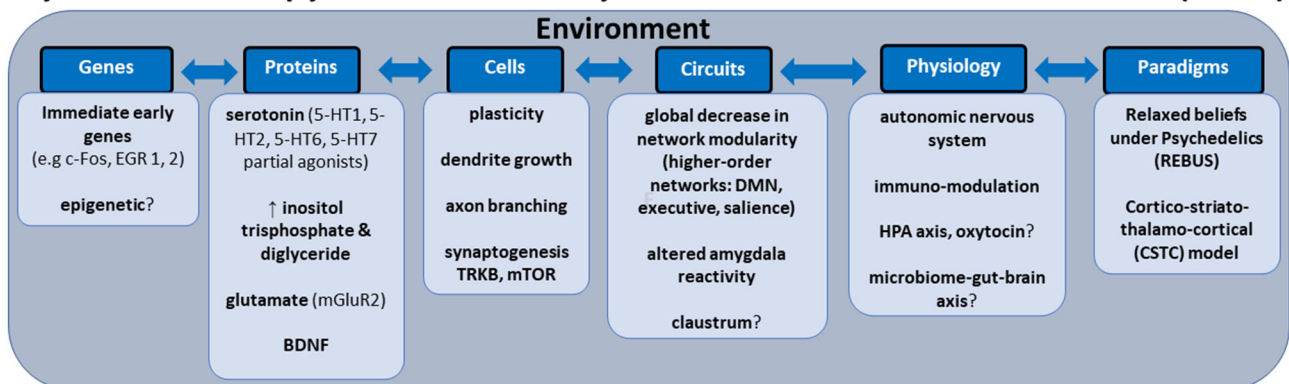 Environment
Genes
Immediate early
genes
(e.g c-Fos, EGR 1, 2)
epigenetic?
Proteins
serotonin (5-HT1, 5-
HT2, 5-HT6, 5-HT7
partial agonists)
↑ inositol
trisphosphate &
diglyceride
glutamate (mGluR2)
BDNF
Cells
plasticity
dendrite growth
axon branching
synaptogenesis
TRKB, mTOR
Circuits
global decrease in
network modularity
(higher-order
networks: DMN,
executive, salience)
altered amygdala
reactivity
claustrum?
Physiology
autonomic nervous
system
immuno-modulation
HPA axis, oxytocin?
microbiome-gut-brain
axis?
Paradigms
Relaxed beliefs
under Psychedelics
(REBUS)
Cortico-striato-
thalamo-cortical
(CSTC) model